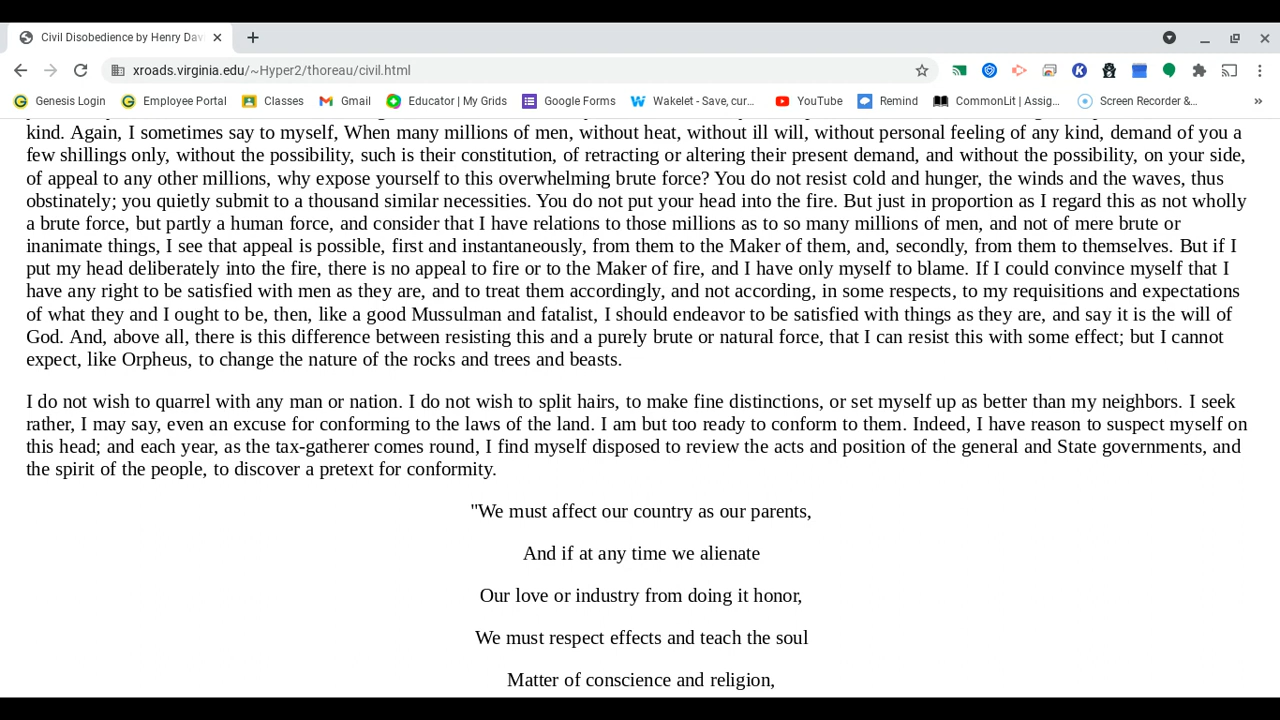 Civil Disobedience by Henry Dav
xroads.virginia.edu/~Hyper2/thoreau/civil.html
Genesis Login Employee Portal Classes Gmail Educator | My Grids Google Forms Wakelet - Save, cur... YouTube Remind CommonLit | Assig... Screen Recorder &... »
kind. Again, I sometimes say to myself, When many millions of men, without heat, without ill will, without personal feeling of any kind, demand of you a
few shillings only, without the possibility, such is their constitution, of retracting or altering their present demand, and without the possibility, on your side,
of appeal to any other millions, why expose yourself to this overwhelming brute force? You do not resist cold and hunger, the winds and the waves, thus
obstinately; you quietly submit to a thousand similar necessities. You do not put your head into the fire. But just in proportion as I regard this as not wholly
a brute force, but partly a human force, and consider that I have relations to those millions as to so many millions of men, and not of mere brute or
inanimate things, I see that appeal is possible, first and instantaneously, from them to the Maker of them, and, secondly, from them to themselves. But if I
put my head deliberately into the fire, there is no appeal to fire or to the Maker of fire, and I have only myself to blame. If I could convince myself that I
have any right to be satisfied with men as they are, and to treat them accordingly, and not according, in some respects, to my requisitions and expectations
of what they and I ought to be, then, like a good Mussulman and fatalist, I should endeavor to be satisfied with things as they are, and say it is the will of
God. And, above all, there is this difference between resisting this and a purely brute or natural force, that I can resist this with some effect; but I cannot
expect, like Orpheus, to change the nature of the rocks and trees and beasts.
I do not wish to quarrel with any man or nation. I do not wish to split hairs, to make fine distinctions, or set myself up as better than my neighbors. I seek
rather, I may say, even an excuse for conforming to the laws of the land. I am but too ready to conform to them. Indeed, I have reason to suspect myself on
this head; and each year, as the tax-gatherer comes round, I find myself disposed to review the acts and position of the general and State governments, and
the spirit of the people, to discover a pretext for conformity.
"We must affect our country as our parents,
And if at any time we alienate
Our love or industry from doing it honor,
We must respect effects and teach the soul
Matter of conscience and religion,